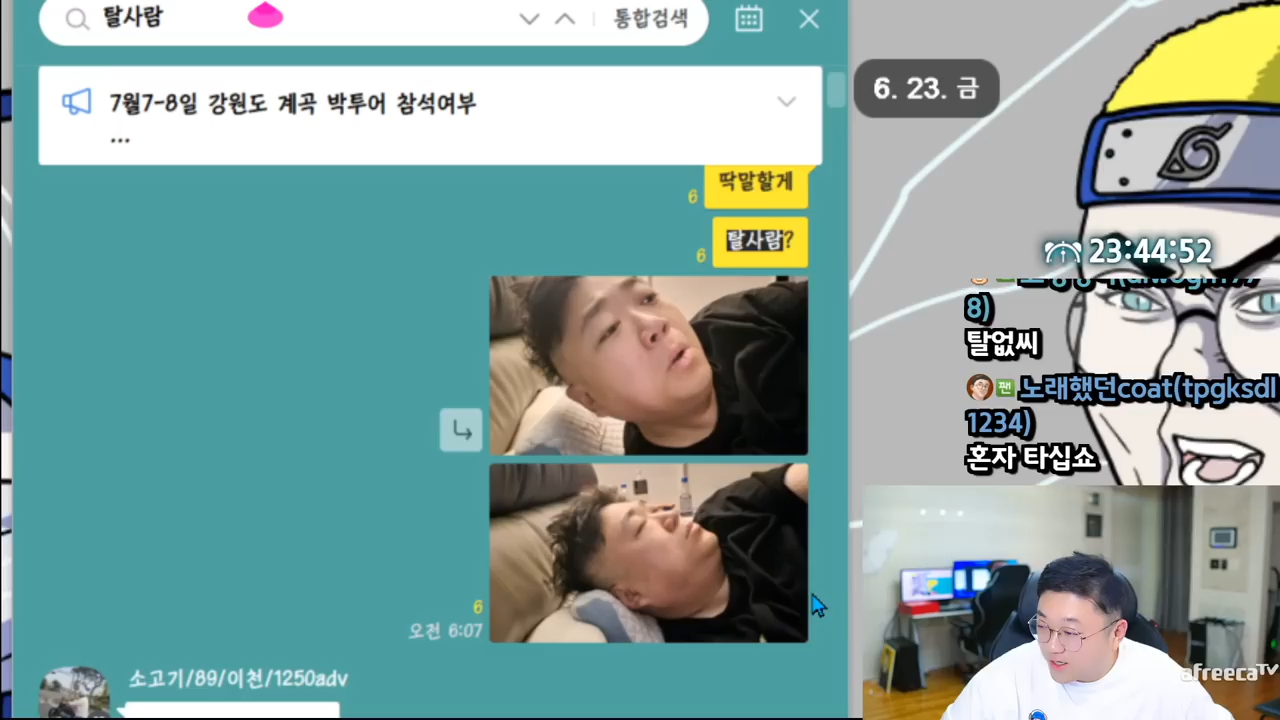 탈사람
통합검색
7월7-8일 강원도 계곡 박투어 참석여부
...
6. 23. 금
딱말할게
6
탈사람?
6
23:44:52
8)
탈없씨
팬 노래했던coat(tpgksdl
1234)
혼자 타십쇼
6
오전 6:07
소고기/89/이천/1250adv
afreecaTV